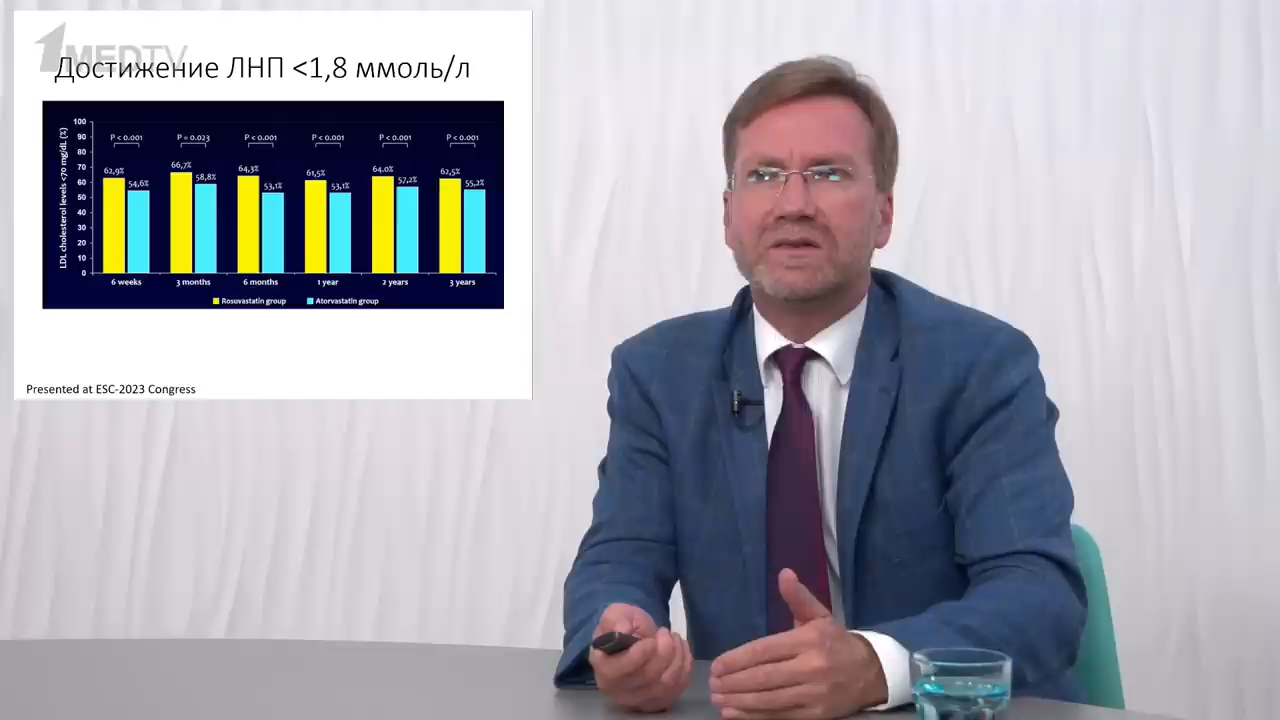 1MEDTV
Достижение ЛНП <1,8 ммоль/л
LDL cholesterol levels <70 mg/dL (%)
100
90
80
70
60
50
40
30
20
10
0
P < 0.001
P = 0.023
P < 0.001
P < 0.001
P < 0.001
P < 0.001
62,9%
54,6%
66,7%
58,8%
64,3%
53,1%
61,5%
53,1%
64,0%
57,2%
62,5%
55,2%
6 weeks
3 months
6 months
1 year
2 years
3 years
Rosuvastatin group
Atorvastatin group
Presented at ESC-2023 Congress